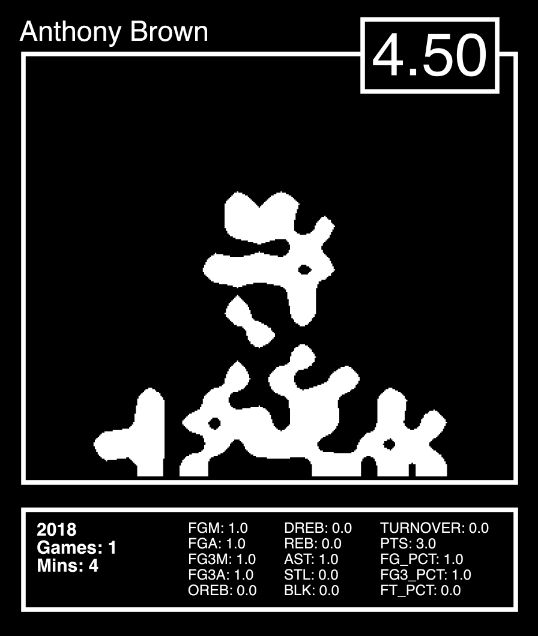 Anthony Brown
4.50
2018
Games: 1
Mins: 4
FGM: 1.0
FGA: 1.0
FG3M: 1.0
FG3A: 1.0
OREB: 0.0
DREB: 0.0
REB: 0.0
AST: 1.0
STL: 0.0
BLK: 0.0
TURNOVER: 0.0
PTS: 3.0
FG_PCT: 1.0
FG3_PCT: 1.0
FT_PCT: 0.0